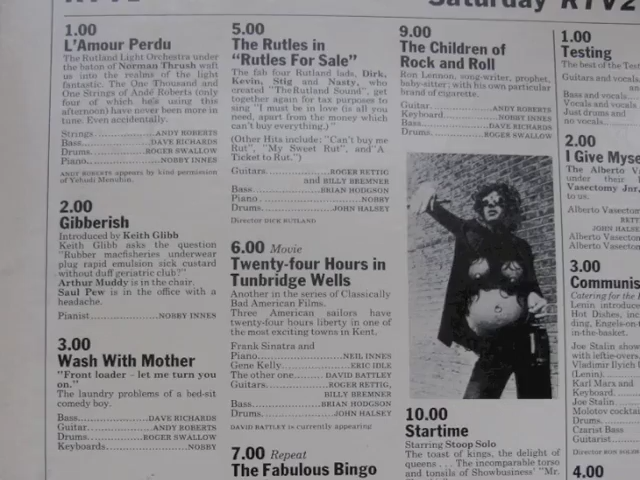 Saturday RTV2
1.00
L'Amour Perdu
The Rutland Light Orchestra under
the baton of Norman Thrush waft
us into the realms of the light
fantastic. The One Thousand and
One Strings of André Roberts (only
four of which he's using this
afternoon) have never been more in
tune. Even accidentally.
Strings....................ANDY ROBERTS
Bass....................DAVE RICHARDS
Drums....................ROGER SWALLOW
Piano....................NOBBY INNES
ANDY ROBERTS appears by kind permission
of Yehudi Menuhin.
2.00
Gibberish
Introduced by Keith Glibb
Keith Glibb asks the question
"Rubber macfisheries underwear
plug rapid emulsion sick custard
without duff geriatric club?"
Arthur Muddy is in the chair.
Saul Pew is in the office with a
headache.
Pianist....................NOBBY INNES
3.00
Wash With Mother
"Front loader - let me turn you
on."
The laundry problems of a bed-sit
comedy boy.
Bass....................DAVE RICHARDS
Guitar....................ANDY ROBERTS
Drums....................ROGER SWALLOW
Keyboards....................NOBBY
5.00
The Rutles in
"Rutles For Sale"
The fab four Rutland lads, Dirk,
Kevin, Stig and Nasty, who
created "The Rutland Sound", get
together again for tax purposes to
sing "I must be in love (is all you
need, apart from the money which
can't buy everything.)"
(Other Hits include: "Can't buy me
Rut", "My Sweet Rut", and "A
Ticket to Rut.")
Guitars....................ROGER RETTIG
and BILLY BREMNER
Bass....................BRIAN HODGSON
Piano....................NOBBY
Drums....................JOHN HALSEY
Director DICK RUTLAND
6.00 Movie
Twenty-four Hours in
Tunbridge Wells
Another in the series of Classically
Bad American Films.
Three American sailors have
twenty-four hours liberty in one of
the most exciting towns in Kent.
Frank Sinatra and
Piano....................NEIL INNES
Gene Kelly....................ERIC IDLE
The other one....................DAVID BATTLEY
Guitars....................ROGER RETTIG,
BILLY BREMNER
Bass....................BRIAN HODGSON
Drums....................JOHN HALSEY
DAVID BATTLEY is currently appearing
7.00 Repeat
The Fabulous Bingo
9.00
The Children of
Rock and Roll
Ron Lennon, song-writer, prophet,
baby-sitter; with his own particular
brand of cigarette.
Guitar....................ANDY ROBERTS
Keyboard....................NOBBY INNES
Bass....................DAVE RICHARDS
Drums....................ROGER SWALLOW
10.00
Startime
Starring Stoop Solo
The toast of kings, the delight of
queens . . . The incomparable torso
and tonsils of Showbusiness' "Mr.
1.00
Testing
The best of the Test
Guitars and vocals
Bass and vocals
Vocals and vocals
Just drums and
no vocals
2.00
I Give Myse
The Alberto V
under their
Vasectomy Jnr.
to us.
Alberto Vasect
RETT
JOHN HALSE
Alberto Vasecto
Alberto Vasecto
3.00
Communis
Catering for the
Lenin introduce
Hot Dishes, inc
ding, Engels-on
in-the-basket.
Joe Stalin show
with leftie-overs
Vladimir Ilyich
(Lenin)
Karl Marx and
Keyboard
Joe Stalin
Molotov cocktai
Drums
Czarist Bass
Guitarist
Director RON
4.00